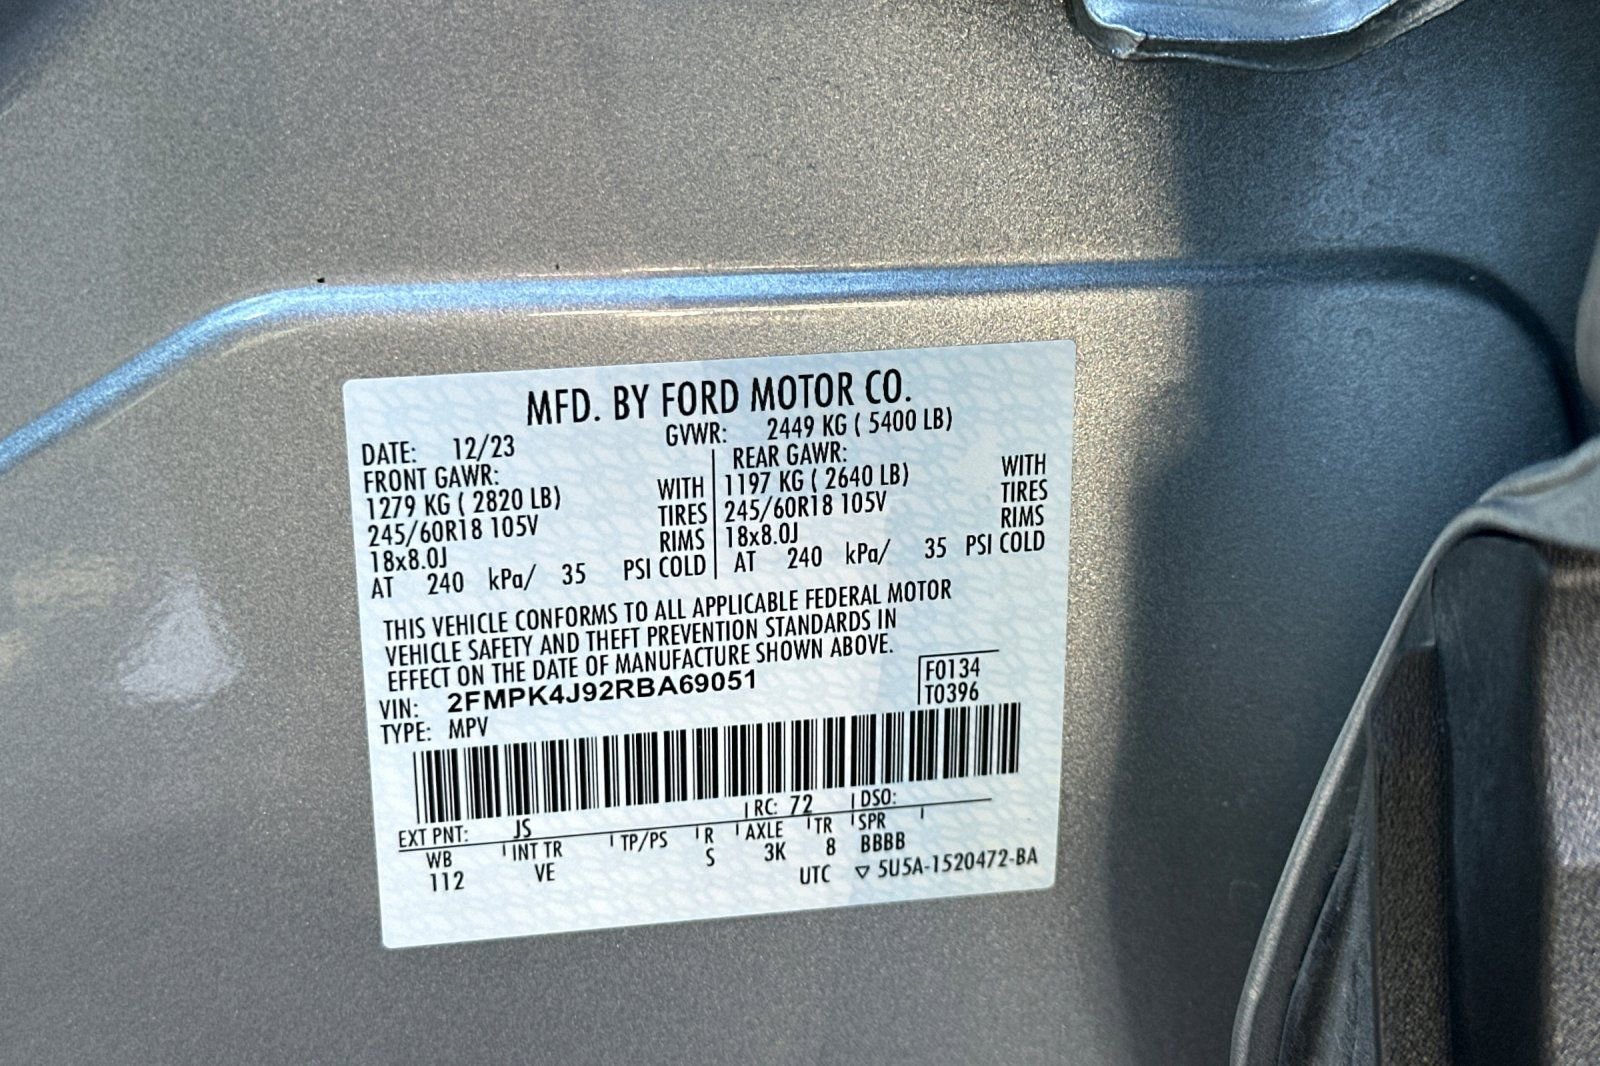 MFD. BY FORD MOTOR CO.
DATE: 12/23 GVWR: 2449 KG ( 5400 LB)
FRONT GAWR: REAR GAWR:
1279 KG ( 2820 LB) WITH 1197 KG ( 2640 LB) WITH
245/60R18 105V TIRES 245/60R18 105V TIRES
18x8.0J RIMS 18x8.0J RIMS
AT 240 kPa/ 35 PSI COLD AT 240 kPa/ 35 PSI COLD
THIS VEHICLE CONFORMS TO ALL APPLICABLE FEDERAL MOTOR
VEHICLE SAFETY AND THEFT PREVENTION STANDARDS IN
EFFECT ON THE DATE OF MANUFACTURE SHOWN ABOVE.
VIN: 2FMPK4J92RBA69051 F0134
TYPE: MPV T0396
EXT PNT: JS RC: 72 DSO:
WB INT TR TP/PS R AXLE TR SPR
112 VE S 3K 8 BBBB
UTC ▽ 5U5A-1520472-BA